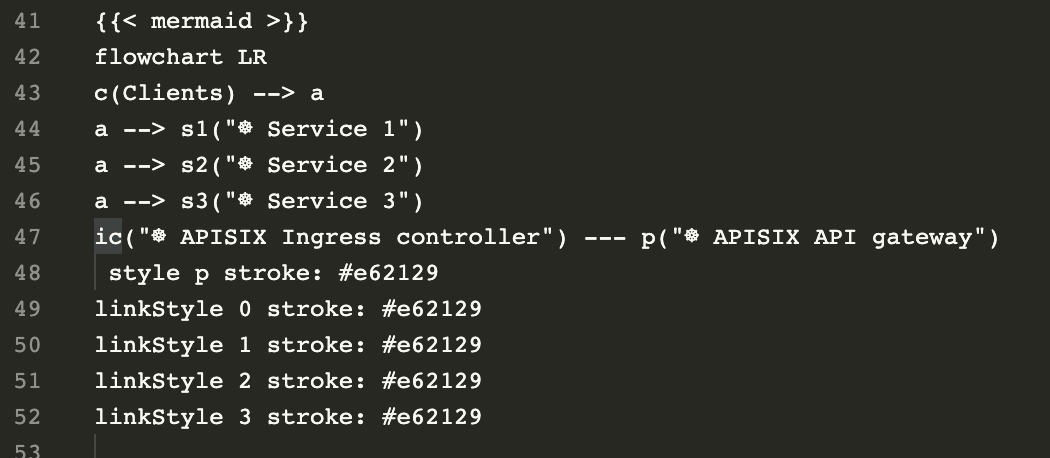 41 {{< mermaid >}}
42 flowchart LR
43 c(Clients) --> a
44 a --> s1("☸ Service 1")
45 a --> s2("☸ Service 2")
46 a --> s3("☸ Service 3")
47 ic("☸ APISIX Ingress controller") --- p("☸ APISIX API gateway")
48 style p stroke: #e62129
49 linkStyle 0 stroke: #e62129
50 linkStyle 1 stroke: #e62129
51 linkStyle 2 stroke: #e62129
52 linkStyle 3 stroke: #e62129
53